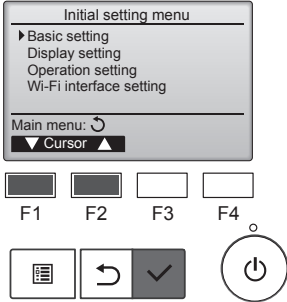 Initial setting menu
Basic setting
Display setting
Operation setting
Wi-Fi interface setting
Main menu:
Cursor
F1 F2 F3 F4